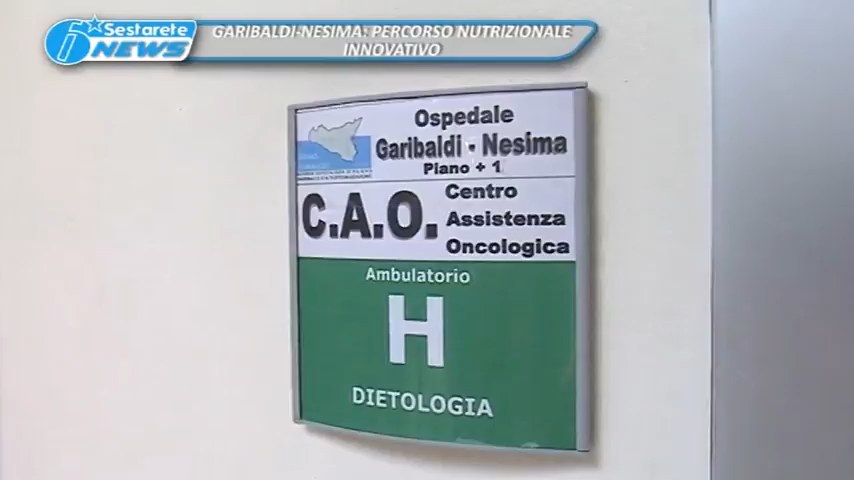 Sestarete
6 NEWS
GARIBALDI-NESIMA: PERCORSO NUTRIZIONALE
INNOVATIVO
Ospedale
Garibaldi - Nesima
Piano + 1
C.A.O.
Centro
Assistenza
Oncologica
Ambulatorio
H
DIETOLOGIA